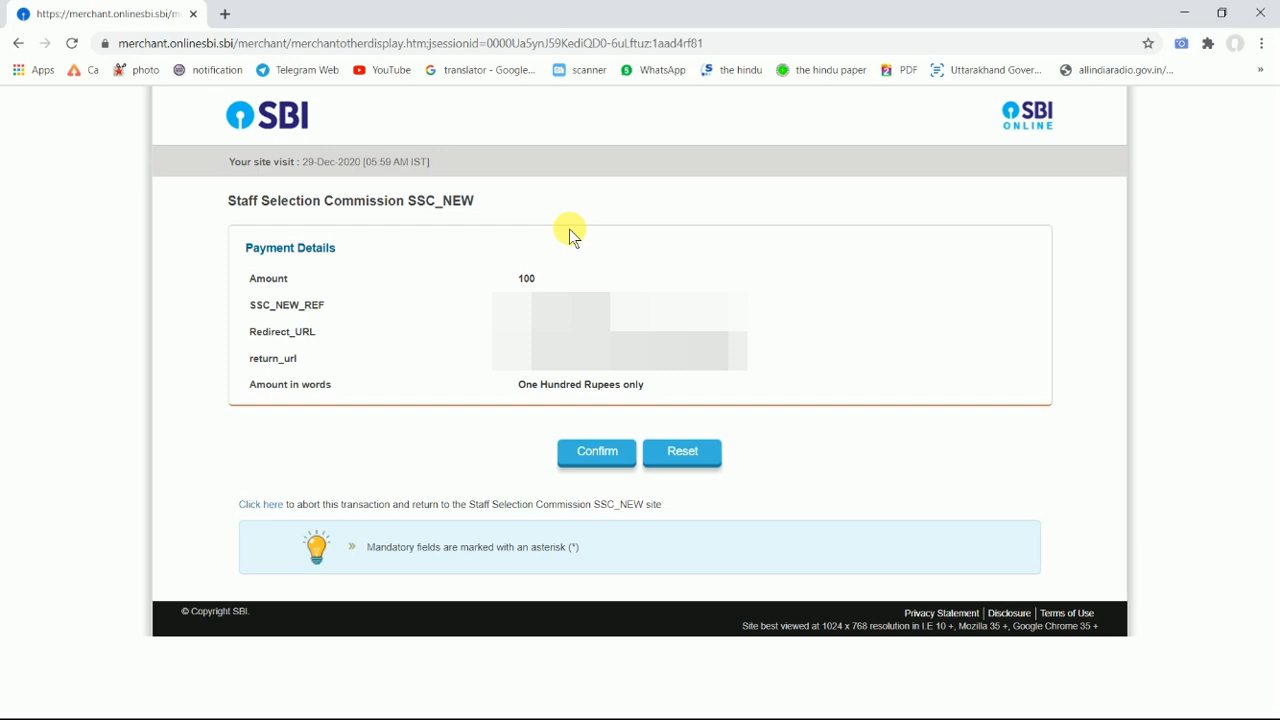 https://merchant.onlinesbi.sbi/m
merchant.onlinesbi.sbi/merchant/merchantotherdisplay.htm;jsessionid=0000Ua5ynJ59KediQD0-6uLftuz:1aad4rf81
Apps Ca photo notification Telegram Web YouTube translator - Google... scanner WhatsApp the hindu the hindu paper PDF Uttarakhand Gover... allindiaradio.gov.in/... »
SBI
SBI
ONLINE
Your site visit : 29-Dec-2020 [05:59 AM IST]
Staff Selection Commission SSC_NEW
Payment Details
Amount 100
SSC_NEW_REF
Redirect_URL
return_url
Amount in words One Hundred Rupees only
Confirm Reset
Click here to abort this transaction and return to the Staff Selection Commission SSC_NEW site
» Mandatory fields are marked with an asterisk (*)
© Copyright SBI.
Privacy Statement | Disclosure | Terms of Use
Site best viewed at 1024 x 768 resolution in I.E 10 +, Mozilla 35 +, Google Chrome 35 +